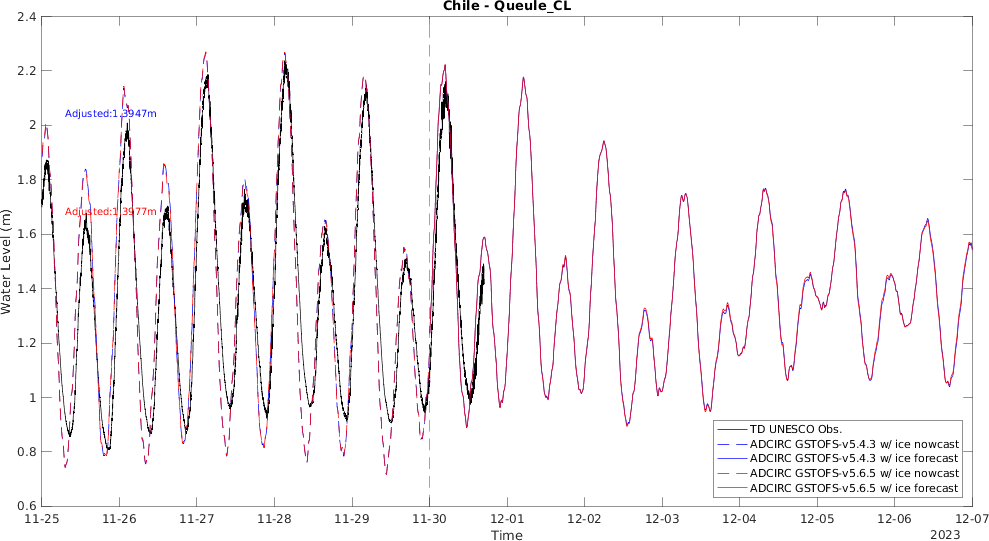 Chile - Queule_CL
2.4
2.2
2
1.8
1.6
1.4
1.2
1
0.8
0.6
Water Level (m)
Adjusted:1.3947m
Adjusted:1.3977m
TD UNESCO Obs.
ADCIRC GSTOFS-v5.4.3 w/ ice nowcast
ADCIRC GSTOFS-v5.4.3 w/ ice forecast
ADCIRC GSTOFS-v5.6.5 w/ ice nowcast
ADCIRC GSTOFS-v5.6.5 w/ ice forecast
11-25 11-26 11-27 11-28 11-29 11-30 12-01 12-02 12-03 12-04 12-05 12-06 12-07
Time
2023